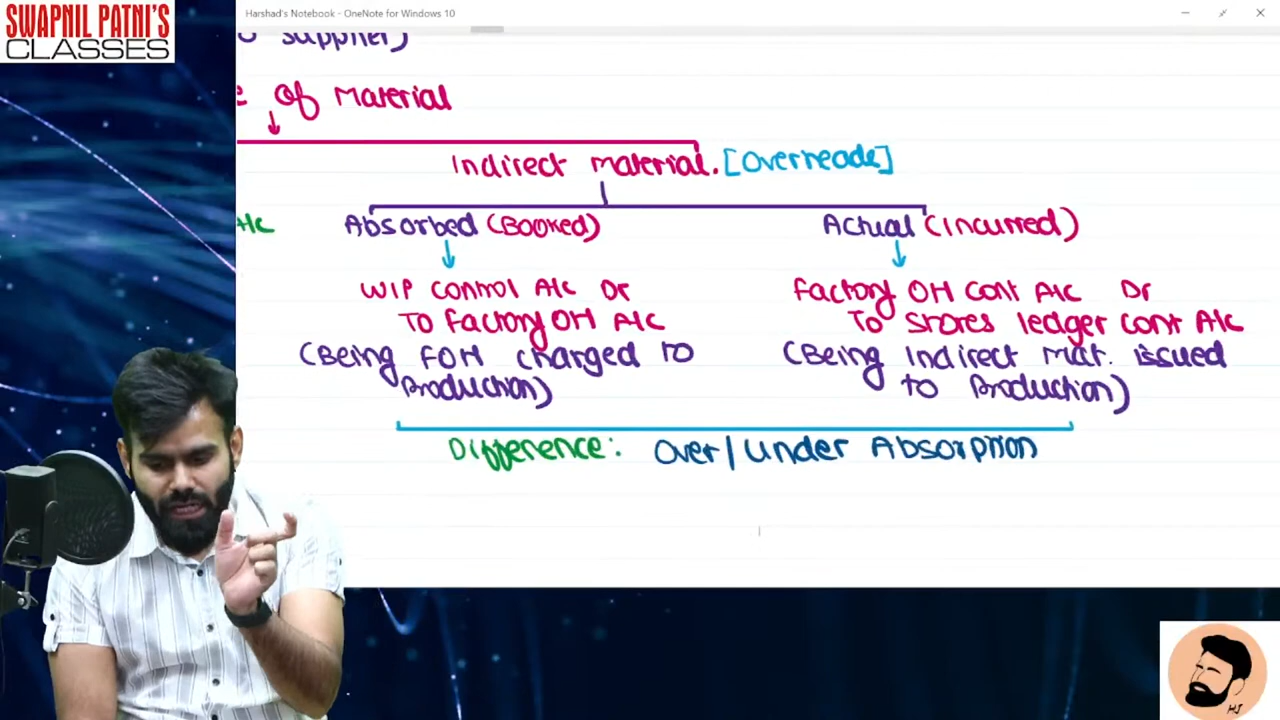 SWAPNIL PATNI'S
CLASSES
Harshad's Notebook - OneNote for Windows 10
supplier)
e of Material
Indirect material. [Overheads]
A/c
Absorbed (Booked)
Actual (Incurred)
WIP control A/c Dr
To Factory OH A/c
(Being FOH charged to
Production)
Factory OH Cont A/c Dr
To Stores ledger cont A/c
(Being Indirect Mat. issued
to Production)
Difference: Over/Under Absorption
HJ